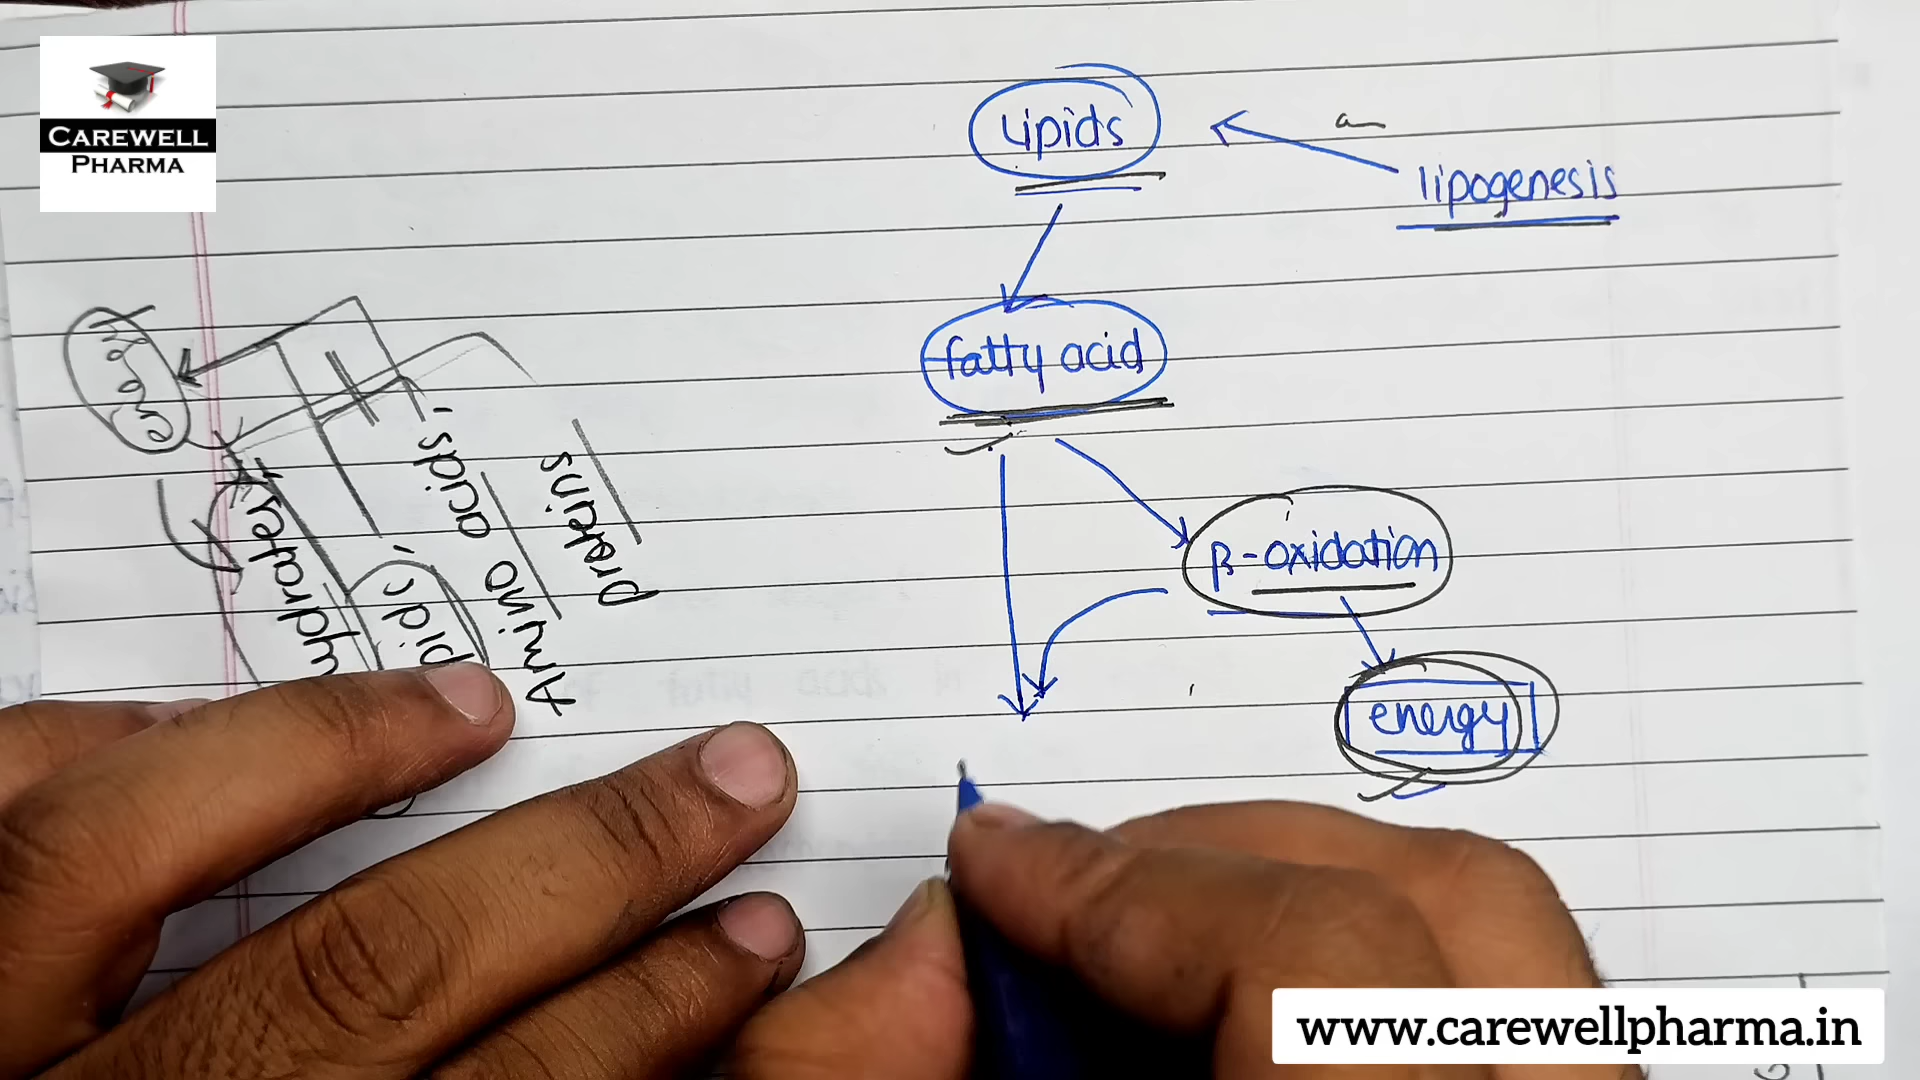 CAREWELL
PHARMA
Lipids
lipogenesis
fatty acid
β-oxidation
energy
energy
Amino acids,
proteins
www.carewellpharma.in